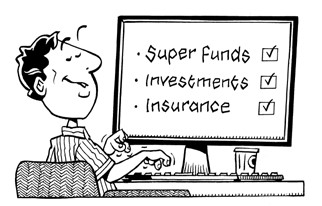 · Super Funds ☑
· Investments ☑
· Insurance ☑